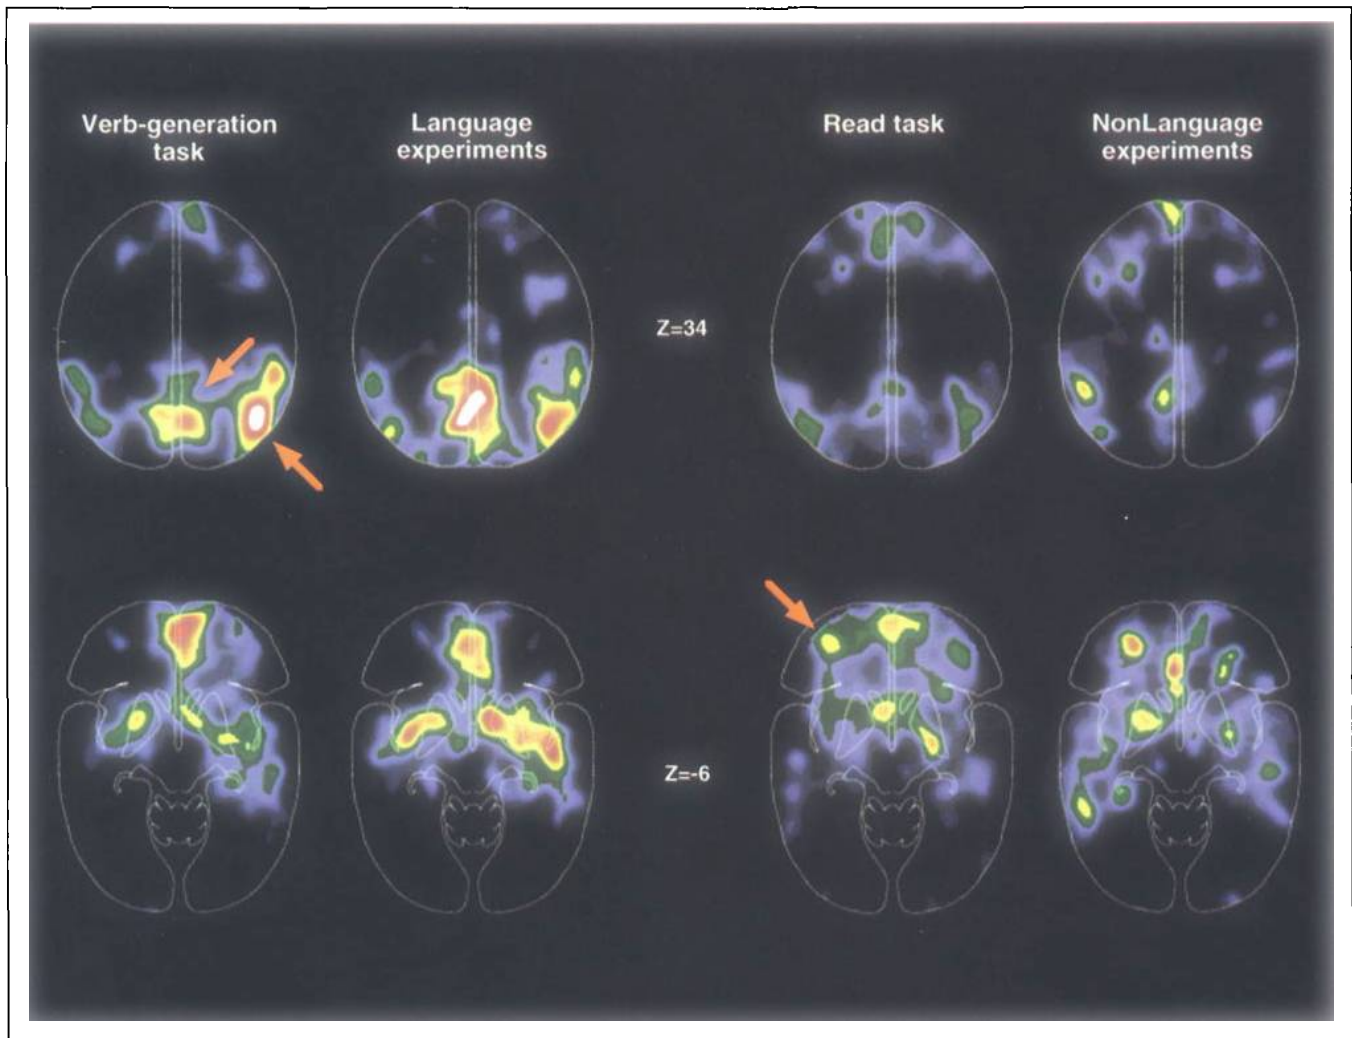 Verb-generation
task
Language
experiments
Read task
NonLanguage
experiments
Z=34
Z=-6